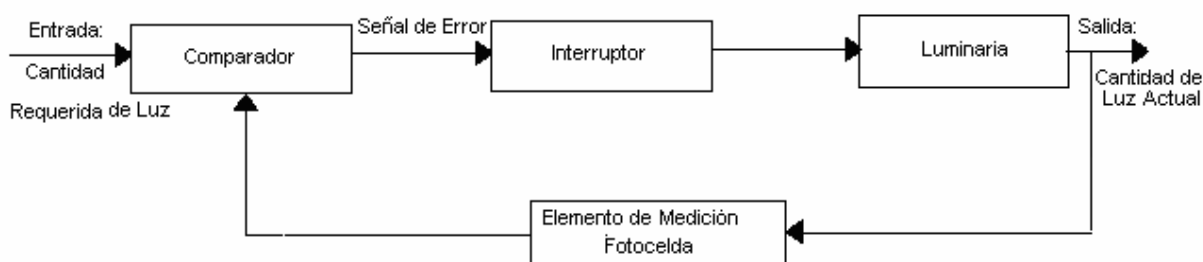 Entrada:
Cantidad
Requerida de Luz
Comparador
Señal de Error
Interruptor
Luminaria
Salida:
Cantidad de
Luz Actual
Elemento de Medición
Fotocelda